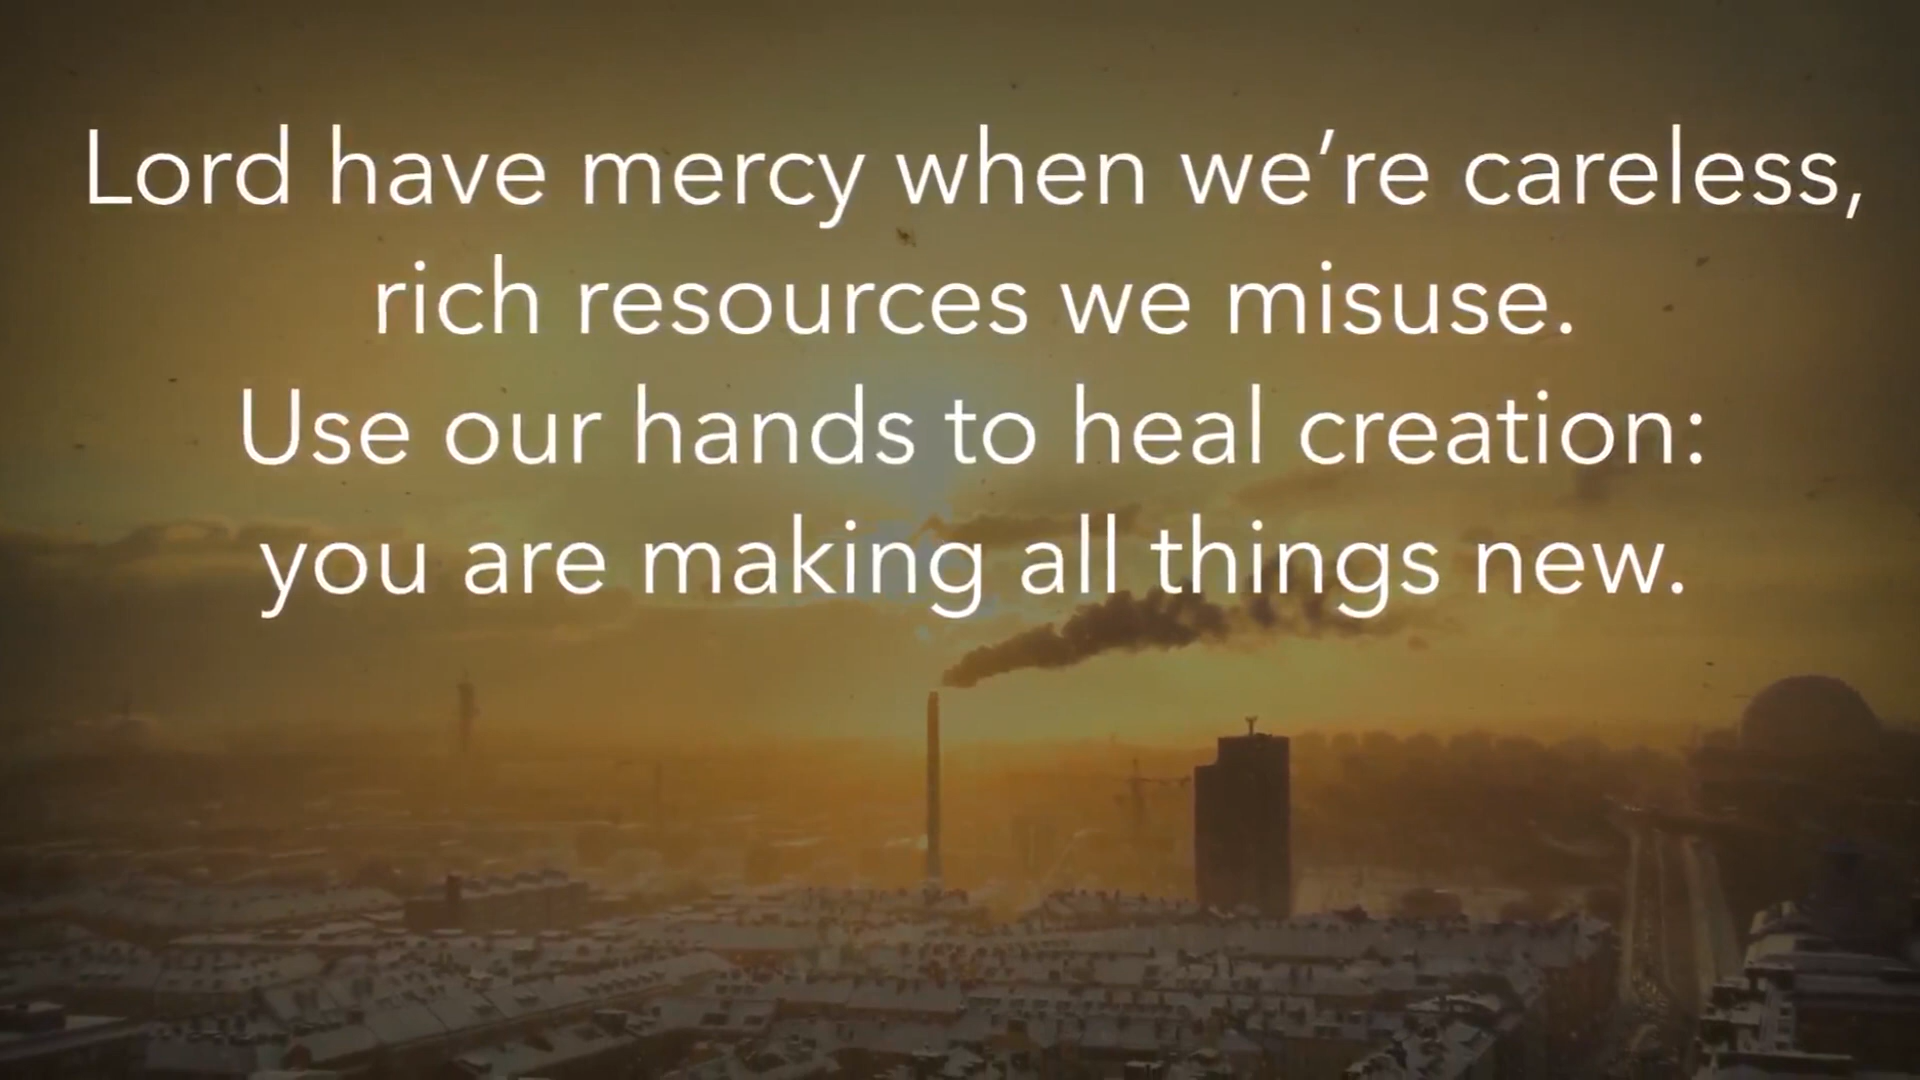 Lord have mercy when we’re careless,
rich resources we misuse.
Use our hands to heal creation:
you are making all things new.